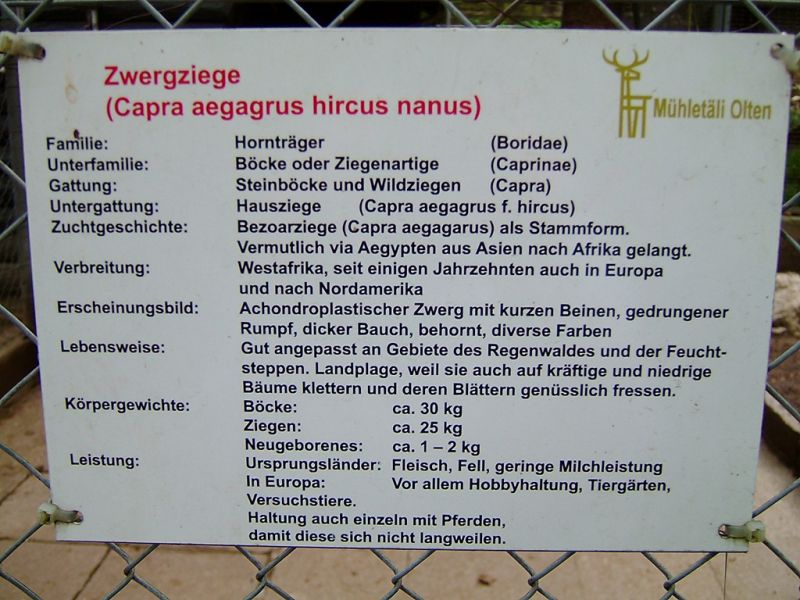 Zwergziege
(Capra aegagrus hircus nanus)
Mühletäli Olten
Familie: Hornträger (Boridae)
Unterfamilie: Böcke oder Ziegenartige (Caprinae)
Gattung: Steinböcke und Wildziegen (Capra)
Untergattung: Hausziege (Capra aegagrus f. hircus)
Zuchtgeschichte: Bezoarziege (Capra aegagarus) als Stammform.
Vermutlich via Aegypten aus Asien nach Afrika gelangt.
Verbreitung: Westafrika, seit einigen Jahrzehnten auch in Europa
und nach Nordamerika
Erscheinungsbild: Achondroplastischer Zwerg mit kurzen Beinen, gedrungener
Rumpf, dicker Bauch, behornt, diverse Farben
Lebensweise: Gut angepasst an Gebiete des Regenwaldes und der Feucht-
steppen. Landplage, weil sie auch auf kräftige und niedrige
Bäume klettern und deren Blättern genüsslich fressen.
Körpergewichte: Böcke: ca. 30 kg
Ziegen: ca. 25 kg
Neugeborenes: ca. 1 – 2 kg
Leistung: Ursprungsländer: Fleisch, Fell, geringe Milchleistung
In Europa: Vor allem Hobbyhaltung, Tiergärten,
Versuchstiere.
Haltung auch einzeln mit Pferden,
damit diese sich nicht langweilen.